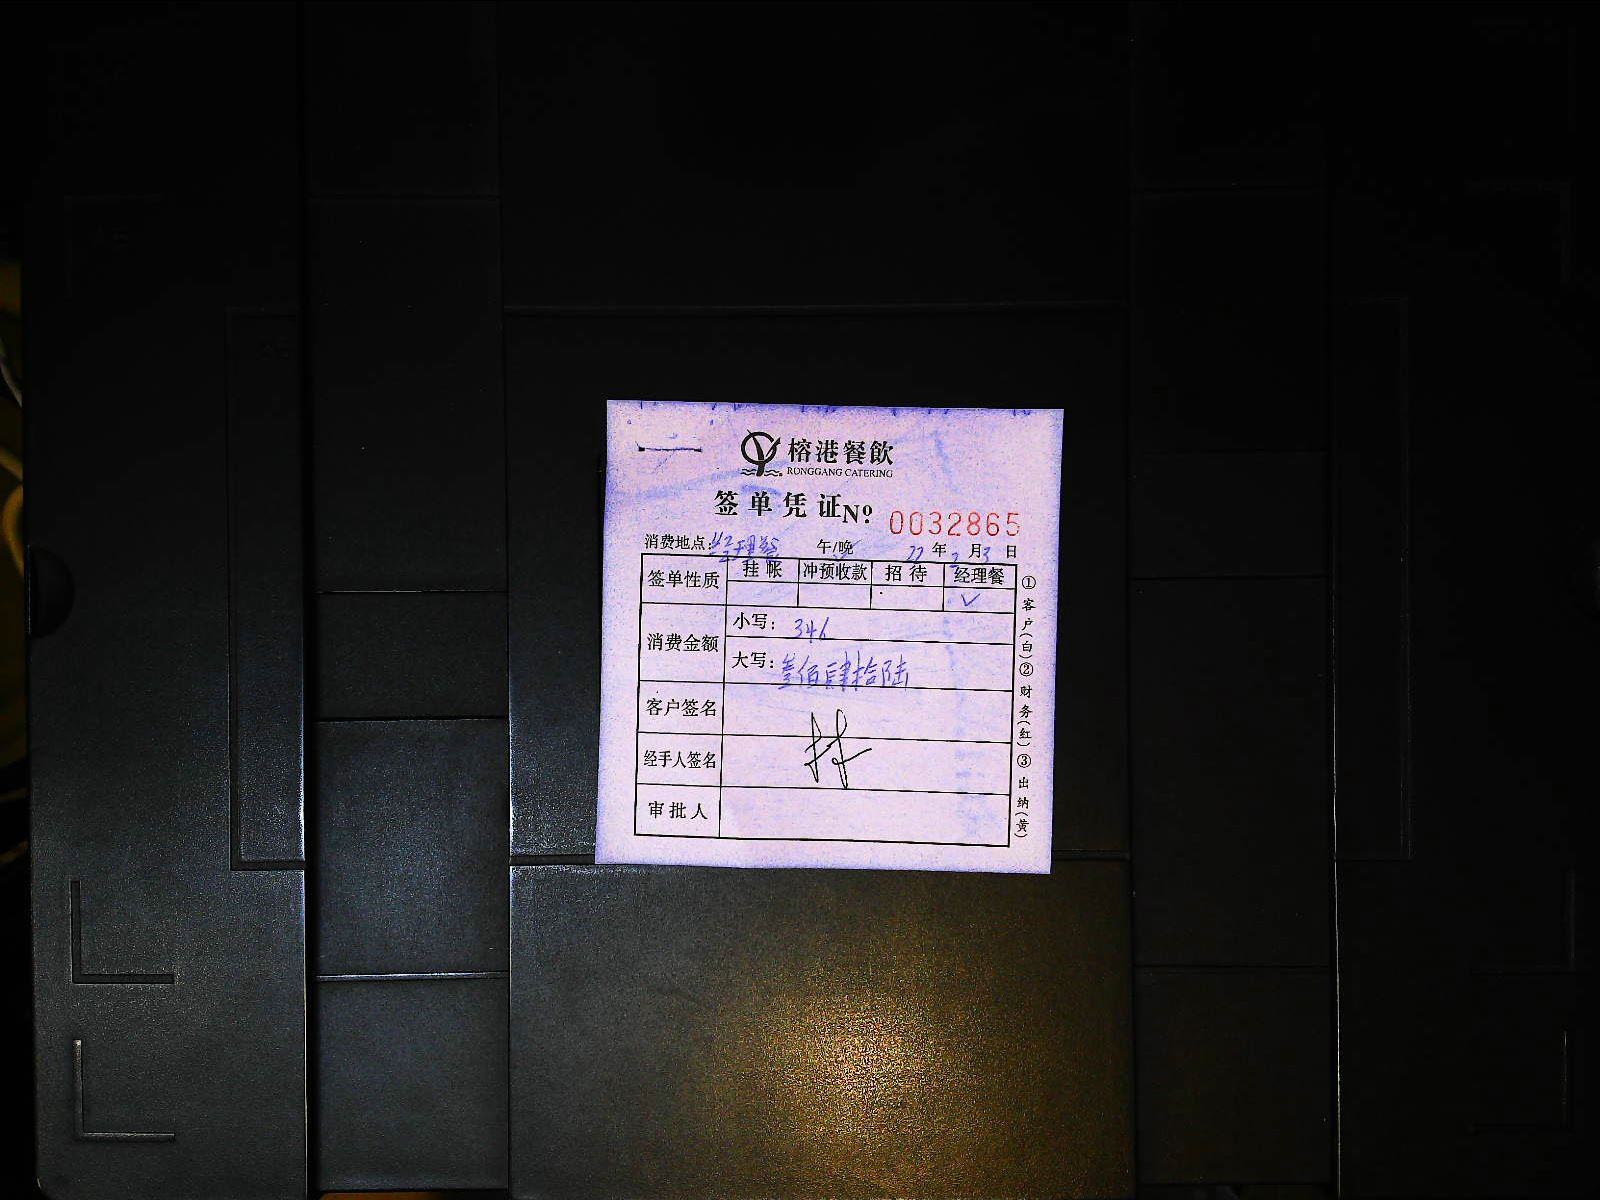 榕港餐飲
RONGGANG CATERING
签单凭证 Nº 0032865
消费地点: 经理餐 午/晚 22年2月3日
签单性质 挂帐 冲预收款 招待 经理餐
✓
消费金额 小写: 346
大写: 叁佰肆拾陆
客户签名
经手人签名
审批人
①客户(白)②财务(红)③出纳(黄)